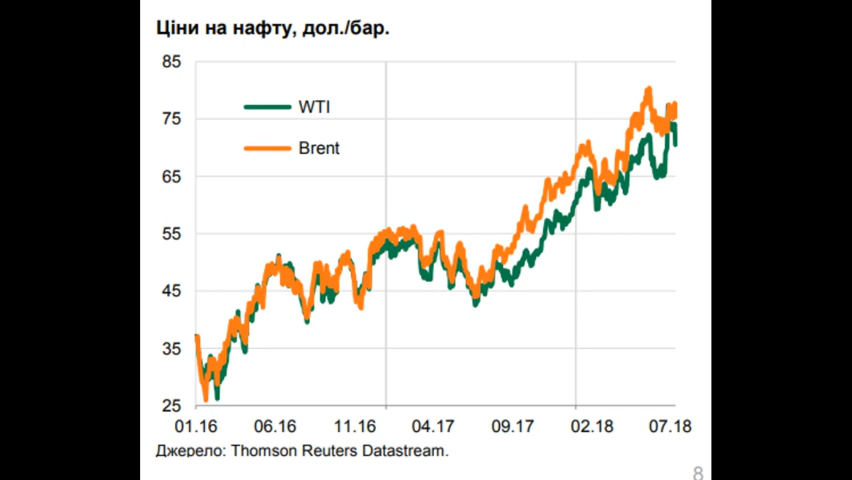 Ціни на нафту, дол./бар.
85
WTI
75
Brent
65
55
45
35
25
01.16 06.16 11.16 04.17 09.17 02.18 07.18
Джерело: Thomson Reuters Datastream.
8